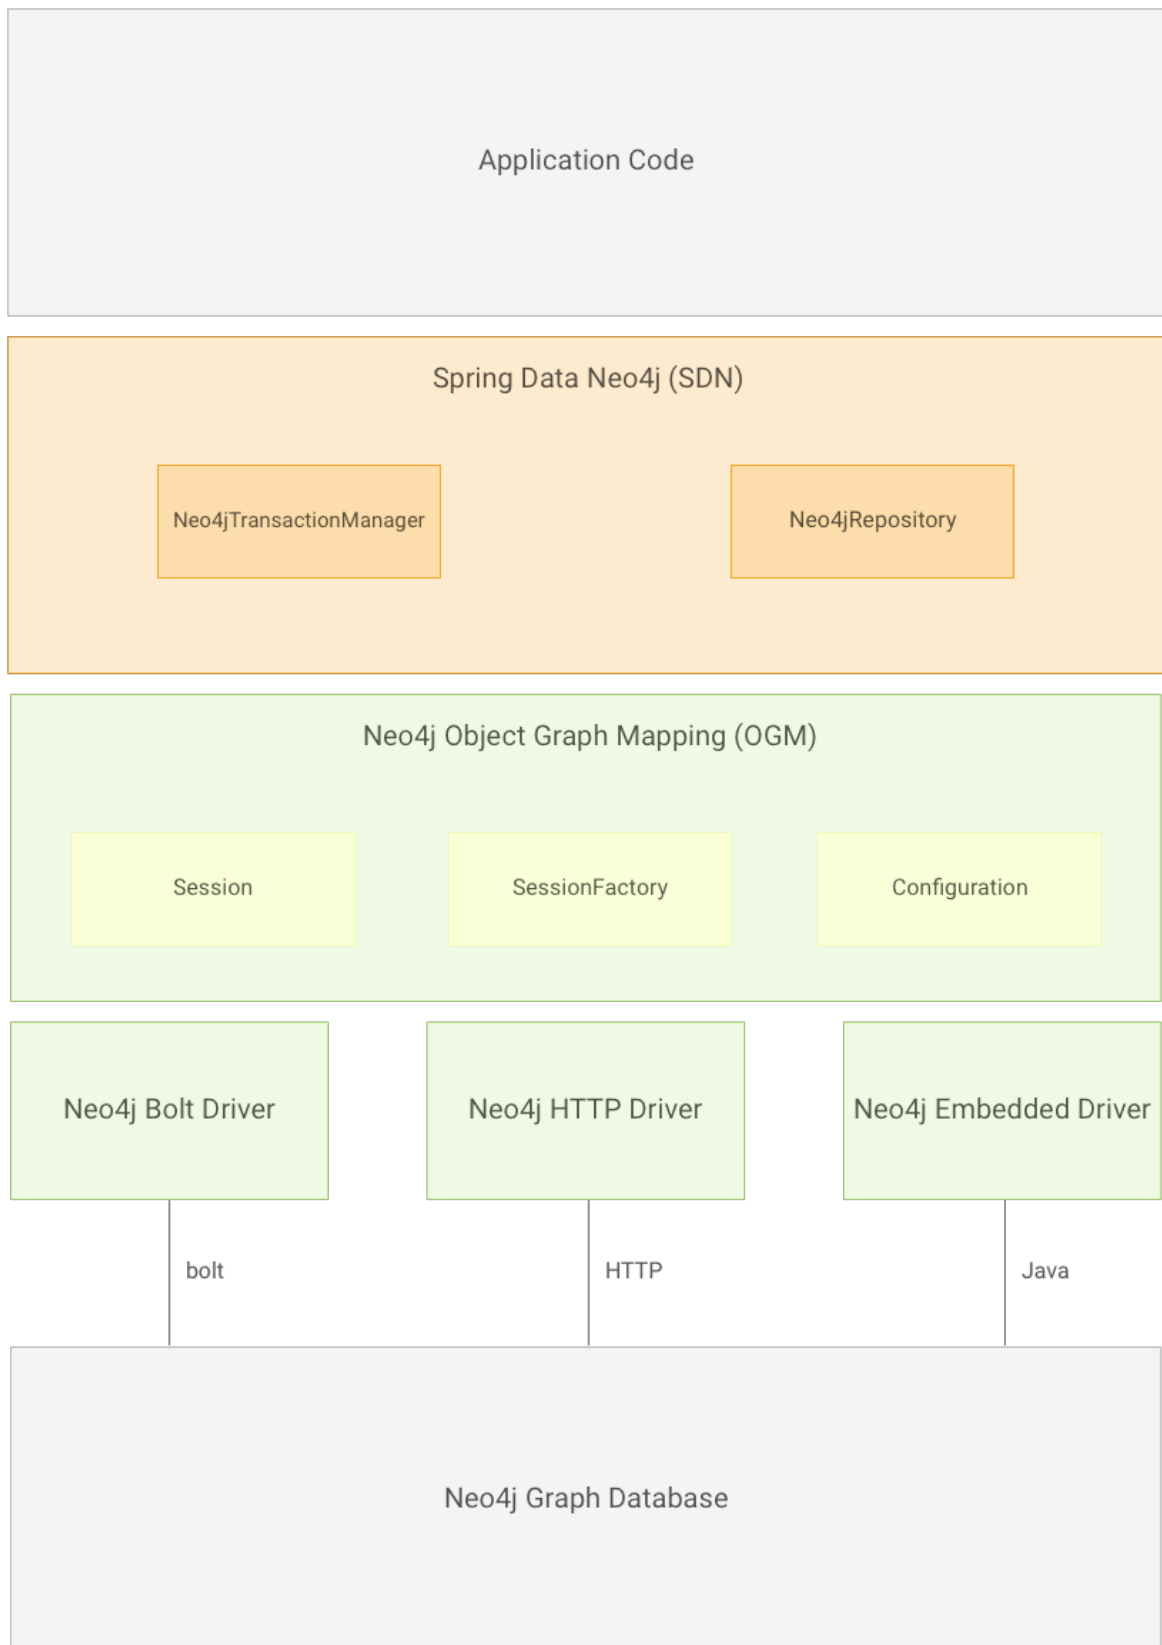 Application Code
Spring Data Neo4j (SDN)
Neo4jTransactionManager
Neo4jRepository
Neo4j Object Graph Mapping (OGM)
Session
SessionFactory
Configuration
Neo4j Bolt Driver
Neo4j HTTP Driver
Neo4j Embedded Driver
bolt
HTTP
Java
Neo4j Graph Database